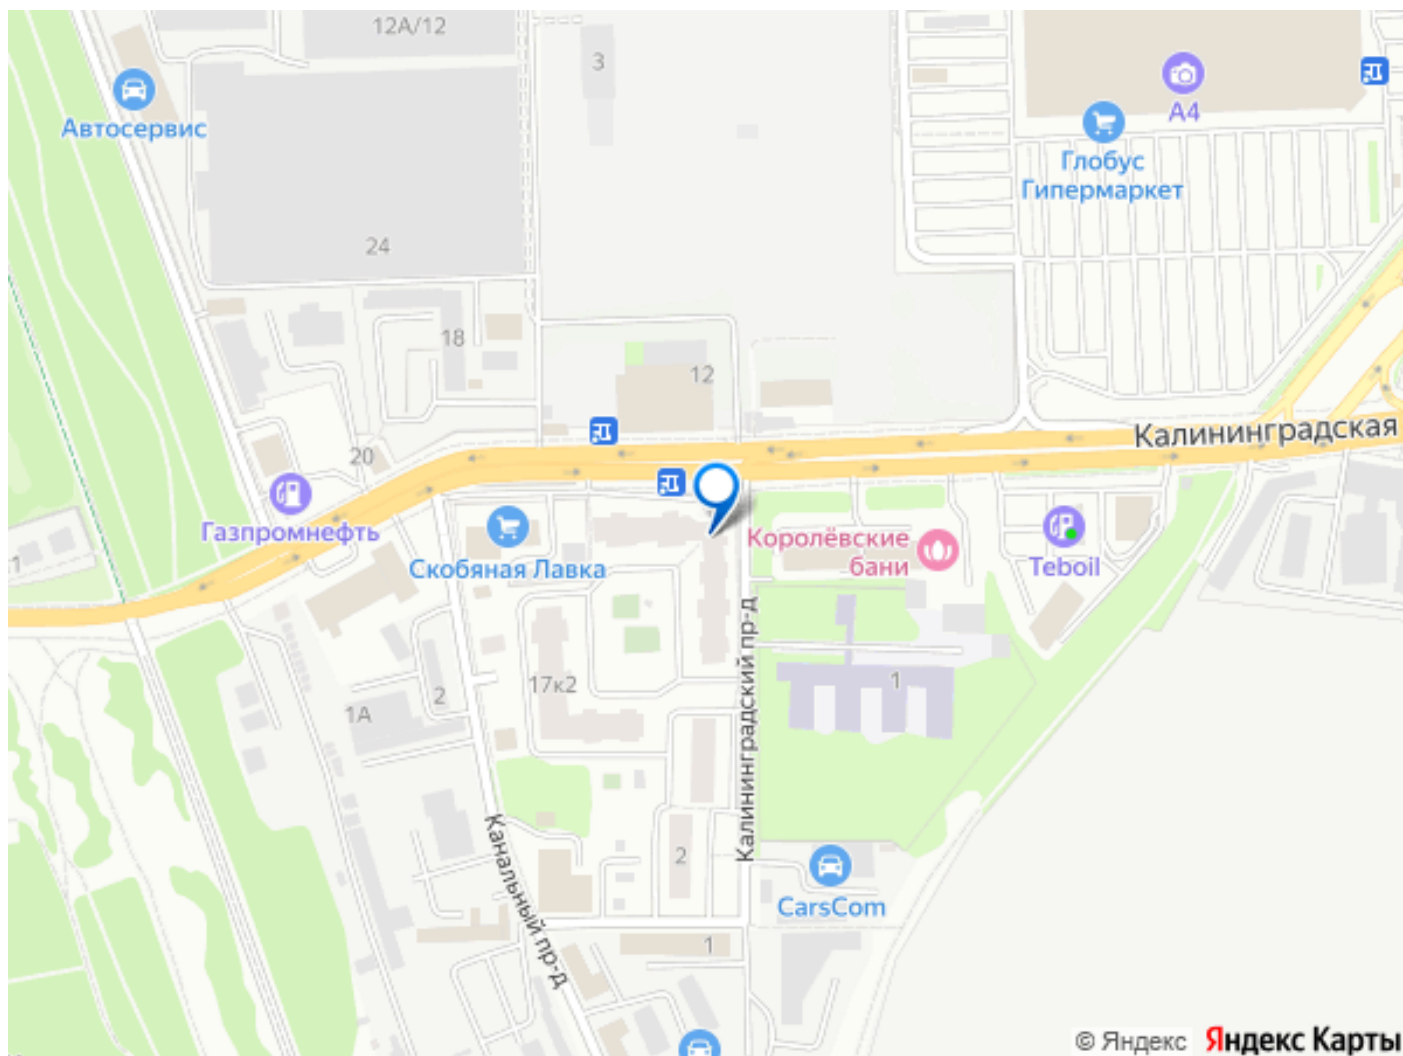 12А/12
3
А4
Автосервис
Глобус
Гипермаркет
24
18
12
Калининградская
20
Газпромнефть
Скобяная Лавка
Королёвские
бани
Teboil
1
17к2
1
2
1А
Калининградский пр-д
Канальный пр-д
2
CarsCom
1
© Яндекс Яндекс Карты